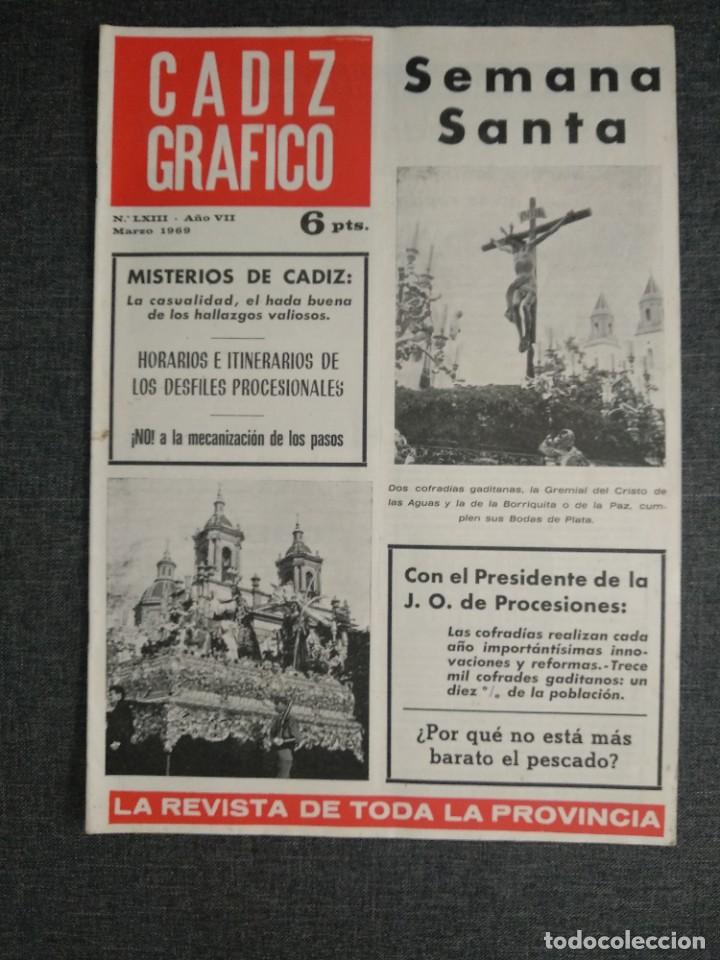 CADIZ
GRAFICO
N.º LXIII - Año VII
Marzo 1969
6 pts.
Semana
Santa
MISTERIOS DE CADIZ:
La casualidad, el hada buena
de los hallazgos valiosos.
HORARIOS E ITINERARIOS DE
LOS DESFILES PROCESIONALES
¡NO! a la mecanización de los pasos
Dos cofradías gaditanas, la Gremial del Cristo de
las Aguas y la de la Borriquita o de la Paz, cum-
plen sus Bodas de Plata.
Con el Presidente de la
J. O. de Procesiones:
Las cofradías realizan cada
año importántísimas inno-
vaciones y reformas.-Trece
mil cofrades gaditanos: un
diez °/₀ de la población.
¿Por qué no está más
barato el pescado?
LA REVISTA DE TODA LA PROVINCIA
todocoleccion